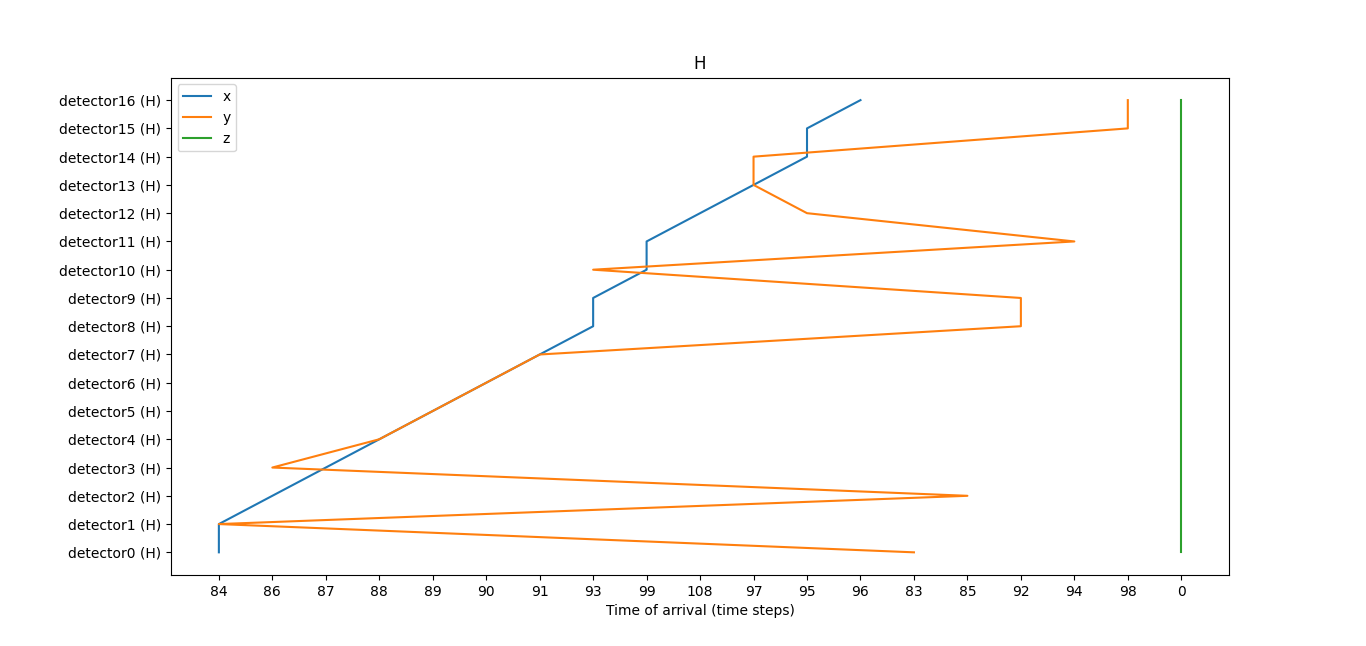 H
x
y
z
detector16 (H)
detector15 (H)
detector14 (H)
detector13 (H)
detector12 (H)
detector11 (H)
detector10 (H)
detector9 (H)
detector8 (H)
detector7 (H)
detector6 (H)
detector5 (H)
detector4 (H)
detector3 (H)
detector2 (H)
detector1 (H)
detector0 (H)
84 86 87 88 89 90 91 93 99 108 97 95 96 83 85 92 94 98 0
Time of arrival (time steps)